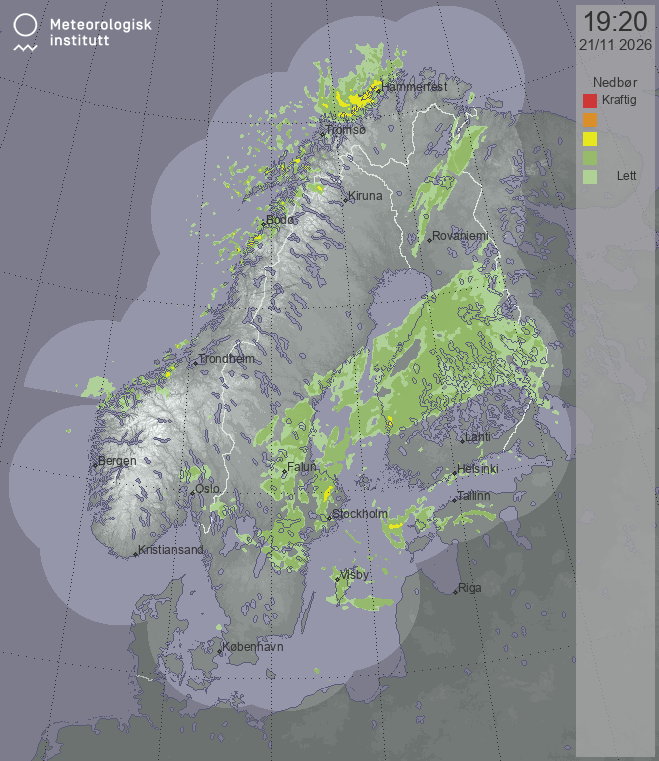 Meteorologisk
institutt
19:20
21/11 2026
Nedbør
Kraftig
Lett
Hammerfest
Tromsø
Kiruna
Bodø
Rovaniemi
Trondheim
Lahti
Bergen
Falun
Helsinki
Oslo
Tallinn
Stockholm
Kristiansand
Visby
Riga
København